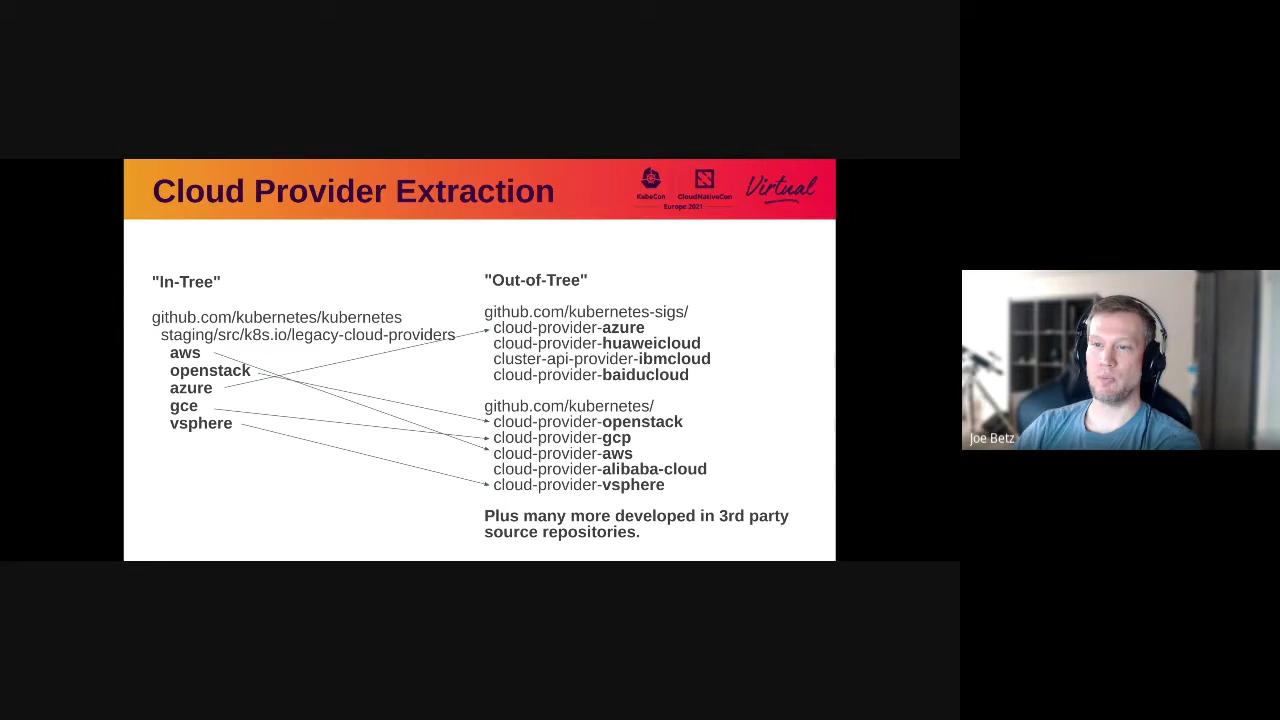 Cloud Provider Extraction
KubeCon
CloudNativeCon
Europe 2021
Virtual
"In-Tree"
github.com/kubernetes/kubernetes
staging/src/k8s.io/legacy-cloud-providers
aws
openstack
azure
gce
vsphere
"Out-of-Tree"
github.com/kubernetes-sigs/
cloud-provider-azure
cloud-provider-huaweicloud
cluster-api-provider-ibmcloud
cloud-provider-baiducloud
github.com/kubernetes/
cloud-provider-openstack
cloud-provider-gcp
cloud-provider-aws
cloud-provider-alibaba-cloud
cloud-provider-vsphere
Plus many more developed in 3rd party
source repositories.
Joe Betz